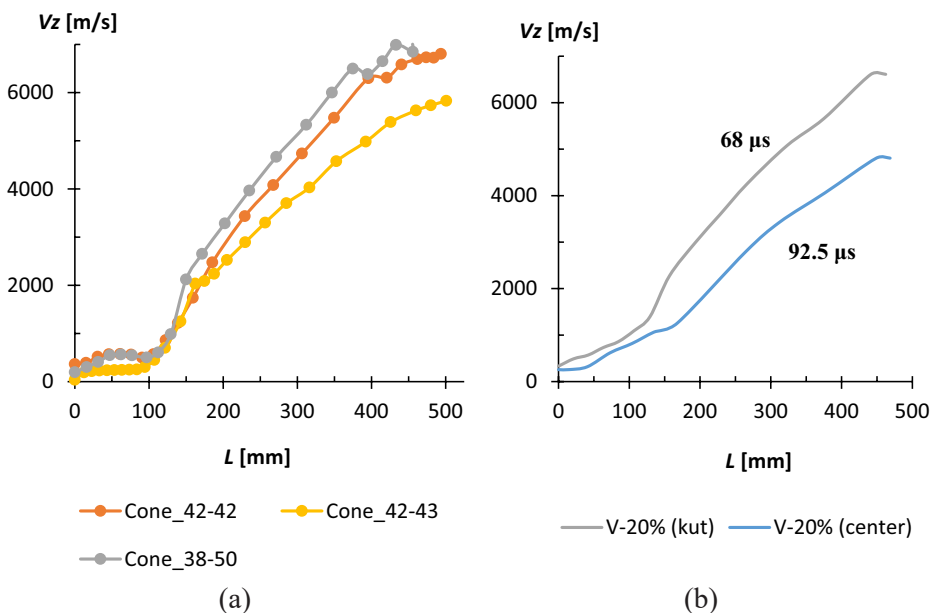 Vz [m/s]
6000
4000
2000
0
0 100 200 300 400 500
L [mm]
Cone_42-42 Cone_42-43
Cone_38-50
(a)
Vz [m/s]
6000
4000
2000
0
68 µs
92.5 µs
0 100 200 300 400 500
L [mm]
V-20% (kut) V-20% (center)
(b)